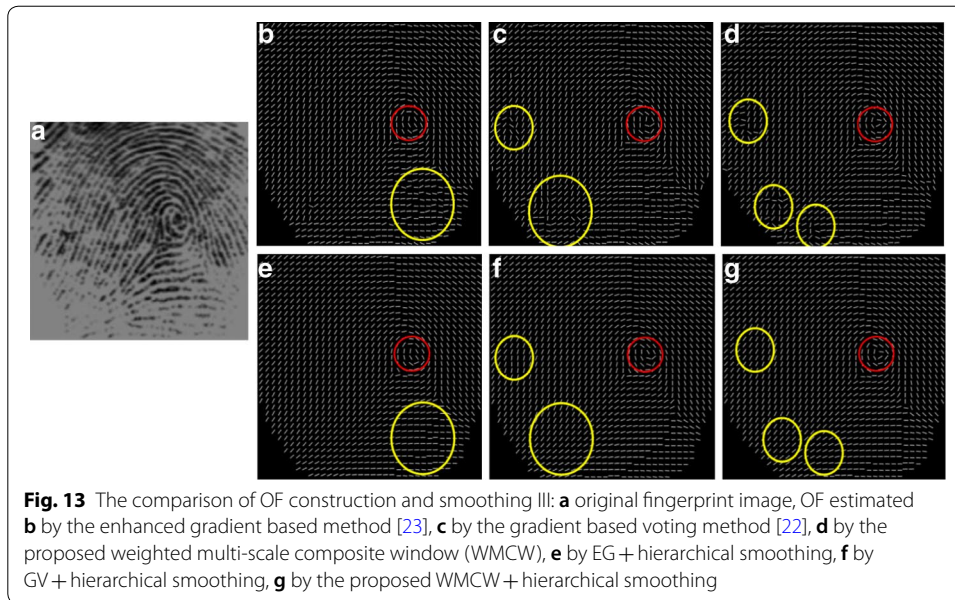 a
b
c
d
e
f
g
Fig. 13 The comparison of OF construction and smoothing III: a original fingerprint image, OF estimated
b by the enhanced gradient based method [23], c by the gradient based voting method [22], d by the
proposed weighted multi-scale composite window (WMCW), e by EG + hierarchical smoothing, f by
GV + hierarchical smoothing, g by the proposed WMCW + hierarchical smoothing